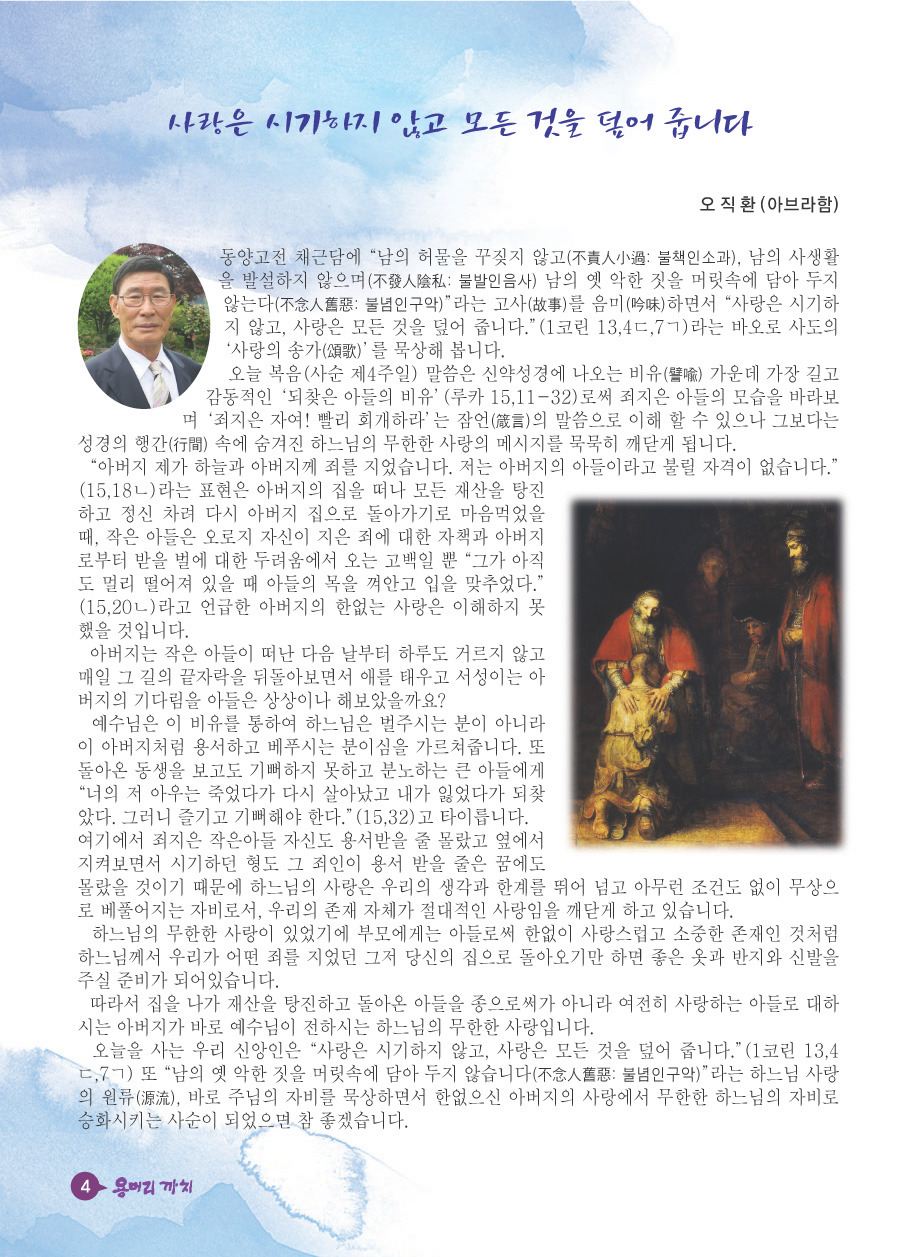 사랑은 시기하지 않고 모든 것을 덮어 줍니다
오 직 환 (아브라함)
동양고전 채근담에 “남의 허물을 꾸짖지 않고(不責人小過: 불책인소과), 남의 사생활
을 발설하지 않으며(不發人陰私: 불발인음사) 남의 옛 악한 짓을 머릿속에 담아 두지
않는다(不念人舊惡: 불념인구악)”라는 고사(故事)를 음미(吟味)하면서 “사랑은 시기하
지 않고, 사랑은 모든 것을 덮어 줍니다.”(1코린 13,4ㄷ,7ㄱ)라는 바오로 사도의
‘사랑의 송가(頌歌)’를 묵상해 봅니다.
오늘 복음(사순 제4주일) 말씀은 신약성경에 나오는 비유(譬喩) 가운데 가장 길고
감동적인 ‘되찾은 아들의 비유’(루카 15,11-32)로써 죄지은 아들의 모습을 바라보
며 ‘죄지은 자여! 빨리 회개하라’는 잠언(箴言)의 말씀으로 이해 할 수 있으나 그보다는
성경의 행간(行間) 속에 숨겨진 하느님의 무한한 사랑의 메시지를 묵묵히 깨닫게 됩니다.
“아버지 제가 하늘과 아버지께 죄를 지었습니다. 저는 아버지의 아들이라고 불릴 자격이 없습니다.”
(15,18ㄴ)라는 표현은 아버지의 집을 떠나 모든 재산을 탕진
하고 정신 차려 다시 아버지 집으로 돌아가기로 마음먹었을
때, 작은 아들은 오로지 자신이 지은 죄에 대한 자책과 아버지
로부터 받을 벌에 대한 두려움에서 오는 고백일 뿐 “그가 아직
도 멀리 떨어져 있을 때 아들의 목을 껴안고 입을 맞추었다.”
(15,20ㄴ)라고 언급한 아버지의 한없는 사랑은 이해하지 못
했을 것입니다.
아버지는 작은 아들이 떠난 다음 날부터 하루도 거르지 않고
매일 그 길의 끝자락을 뒤돌아보면서 애를 태우고 서성이는 아
버지의 기다림을 아들은 상상이나 해보았을까요?
예수님은 이 비유를 통하여 하느님은 벌주시는 분이 아니라
이 아버지처럼 용서하고 베푸시는 분이심을 가르쳐줍니다. 또
돌아온 동생을 보고도 기뻐하지 못하고 분노하는 큰 아들에게
“너의 저 아우는 죽었다가 다시 살아났고 내가 잃었다가 되찾
았다. 그러니 즐기고 기뻐해야 한다.”(15,32)고 타이릅니다.
여기에서 죄지은 작은아들 자신도 용서받을 줄 몰랐고 옆에서
지켜보면서 시기하던 형도 그 죄인이 용서 받을 줄은 꿈에도
몰랐을 것이기 때문에 하느님의 사랑은 우리의 생각과 한계를 뛰어 넘고 아무런 조건도 없이 무상으
로 베풀어지는 자비로서, 우리의 존재 자체가 절대적인 사랑임을 깨닫게 하고 있습니다.
하느님의 무한한 사랑이 있었기에 부모에게는 아들로써 한없이 사랑스럽고 소중한 존재인 것처럼
하느님께서 우리가 어떤 죄를 지었던 그저 당신의 집으로 돌아오기만 하면 좋은 옷과 반지와 신발을
주실 준비가 되어있습니다.
따라서 집을 나가 재산을 탕진하고 돌아온 아들을 종으로써가 아니라 여전히 사랑하는 아들로 대하
시는 아버지가 바로 예수님이 전하시는 하느님의 무한한 사랑입니다.
오늘을 사는 우리 신앙인은 “사랑은 시기하지 않고, 사랑은 모든 것을 덮어 줍니다.”(1코린 13,4
ㄷ,7ㄱ) 또 “남의 옛 악한 짓을 머릿속에 담아 두지 않습니다(不念人舊惡: 불념인구악)”라는 하느님 사랑
의 원류(源流), 바로 주님의 자비를 묵상하면서 한없으신 아버지의 사랑에서 무한한 하느님의 자비로
승화시키는 사순이 되었으면 참 좋겠습니다.
4 용머리 까치